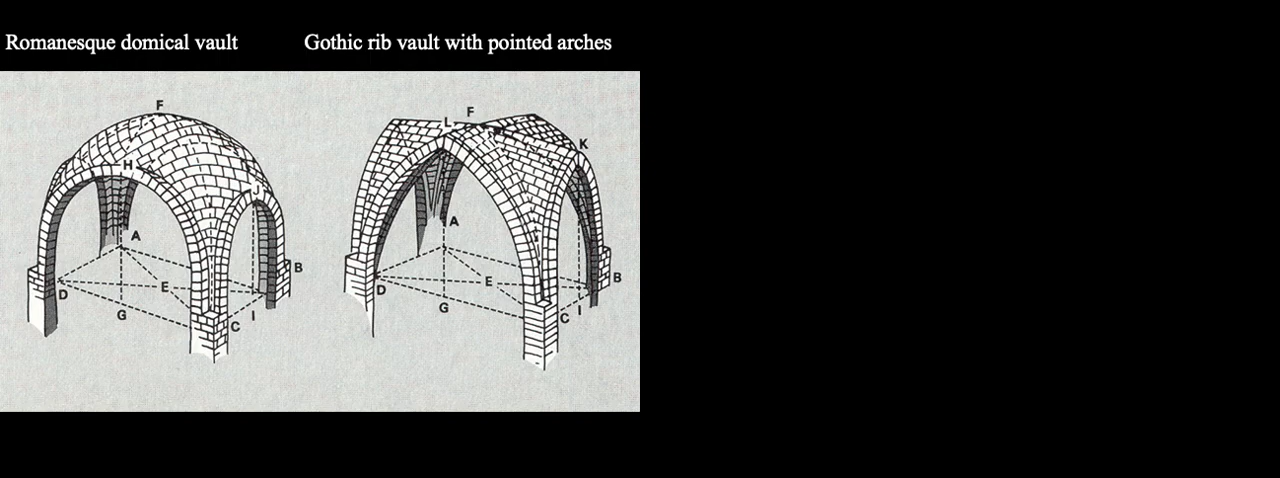 Romanesque domical vault
Gothic rib vault with pointed arches
F
H
J
A
B
D
E
G
I
C
L
F
K
A
B
D
E
G
I
C